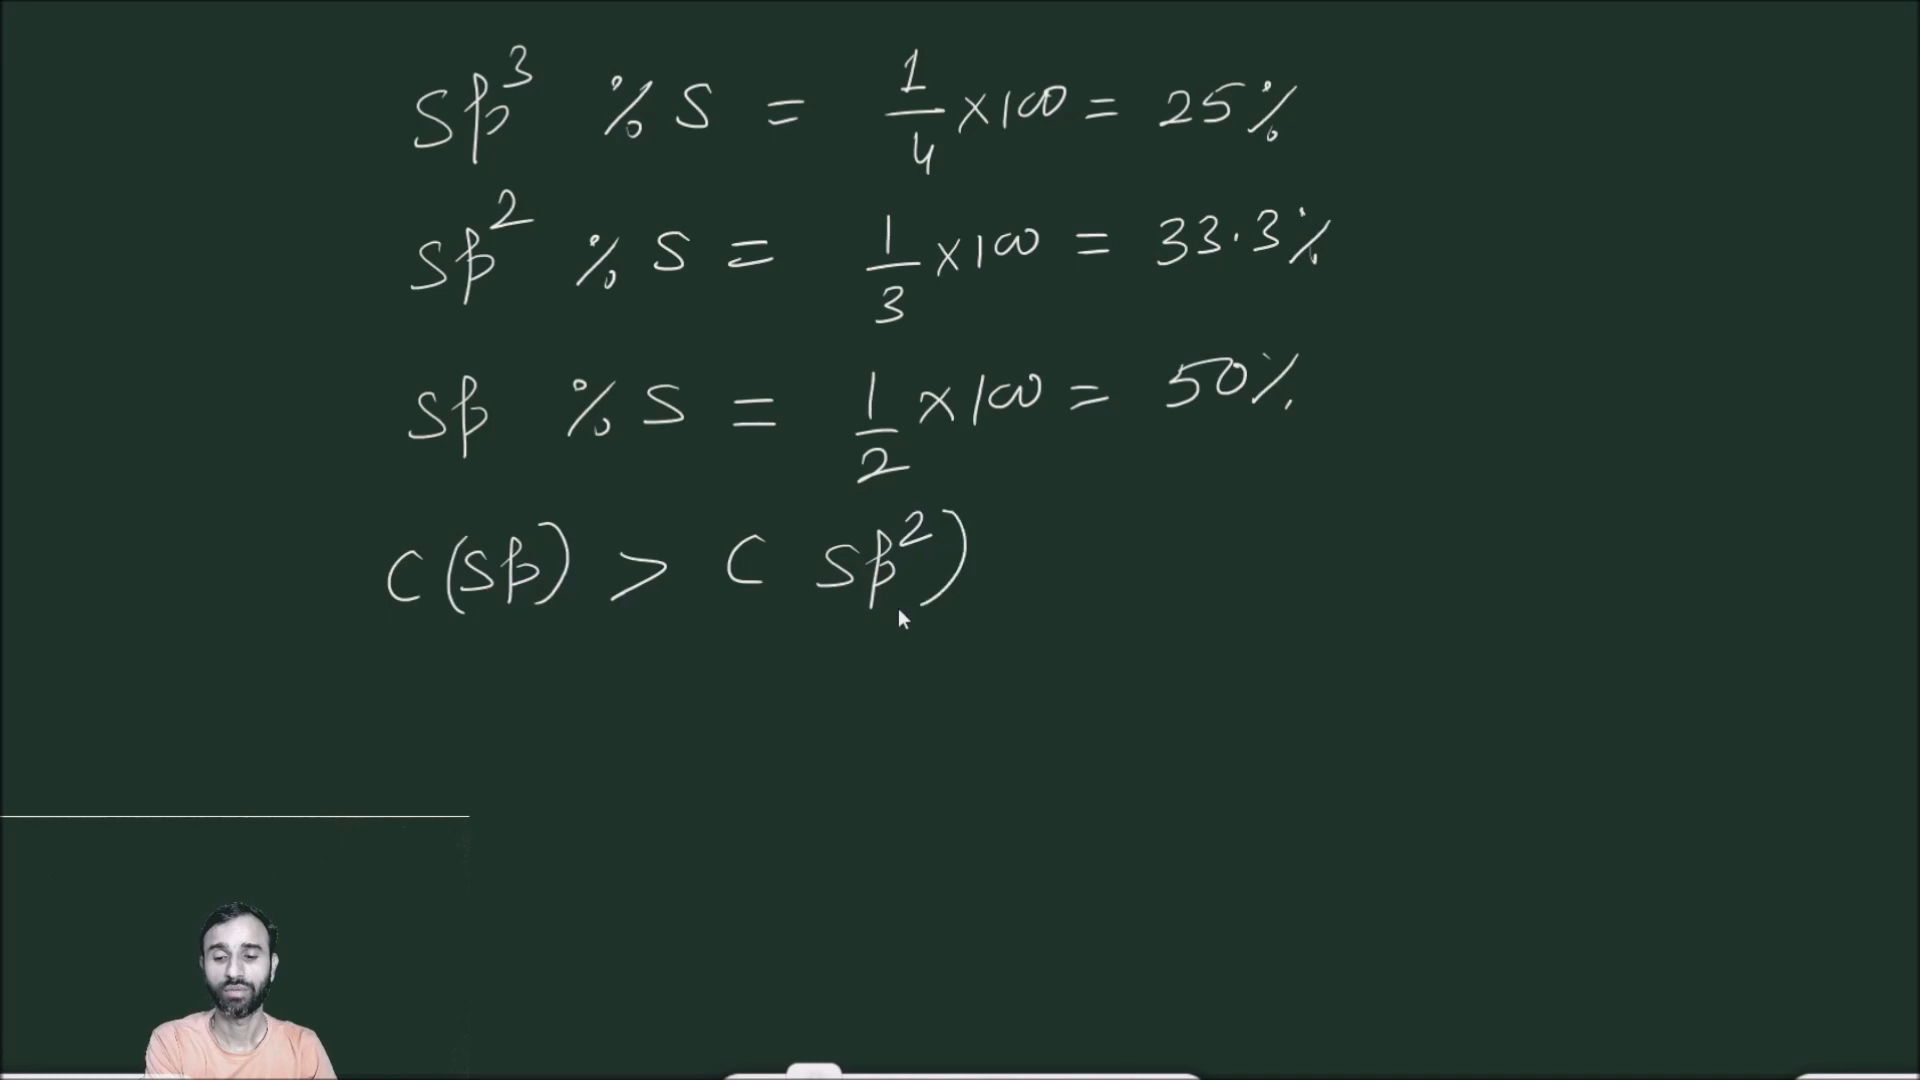 sp³ % S = 1/4 × 100 = 25%
sp² % S = 1/3 × 100 = 33.3%
sp % S = 1/2 × 100 = 50%
C(sp) > C sp²)